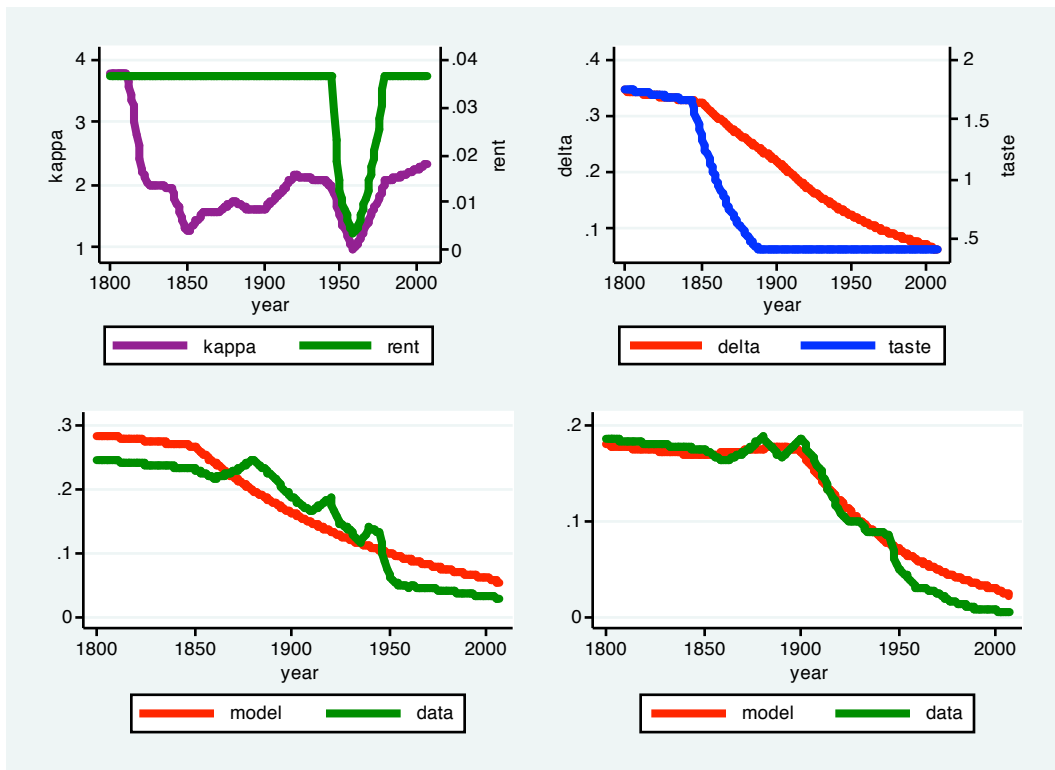 4
3
2
1
kappa
.04
.03
.02
.01
0
rent
1800
1850
1900
1950
2000
year
kappa
rent
.4
.3
.2
.1
delta
2
1.5
1
.5
taste
1800
1850
1900
1950
2000
year
delta
taste
.3
.2
.1
0
1800
1850
1900
1950
2000
year
model
data
.2
.1
0
1800
1850
1900
1950
2000
year
model
data